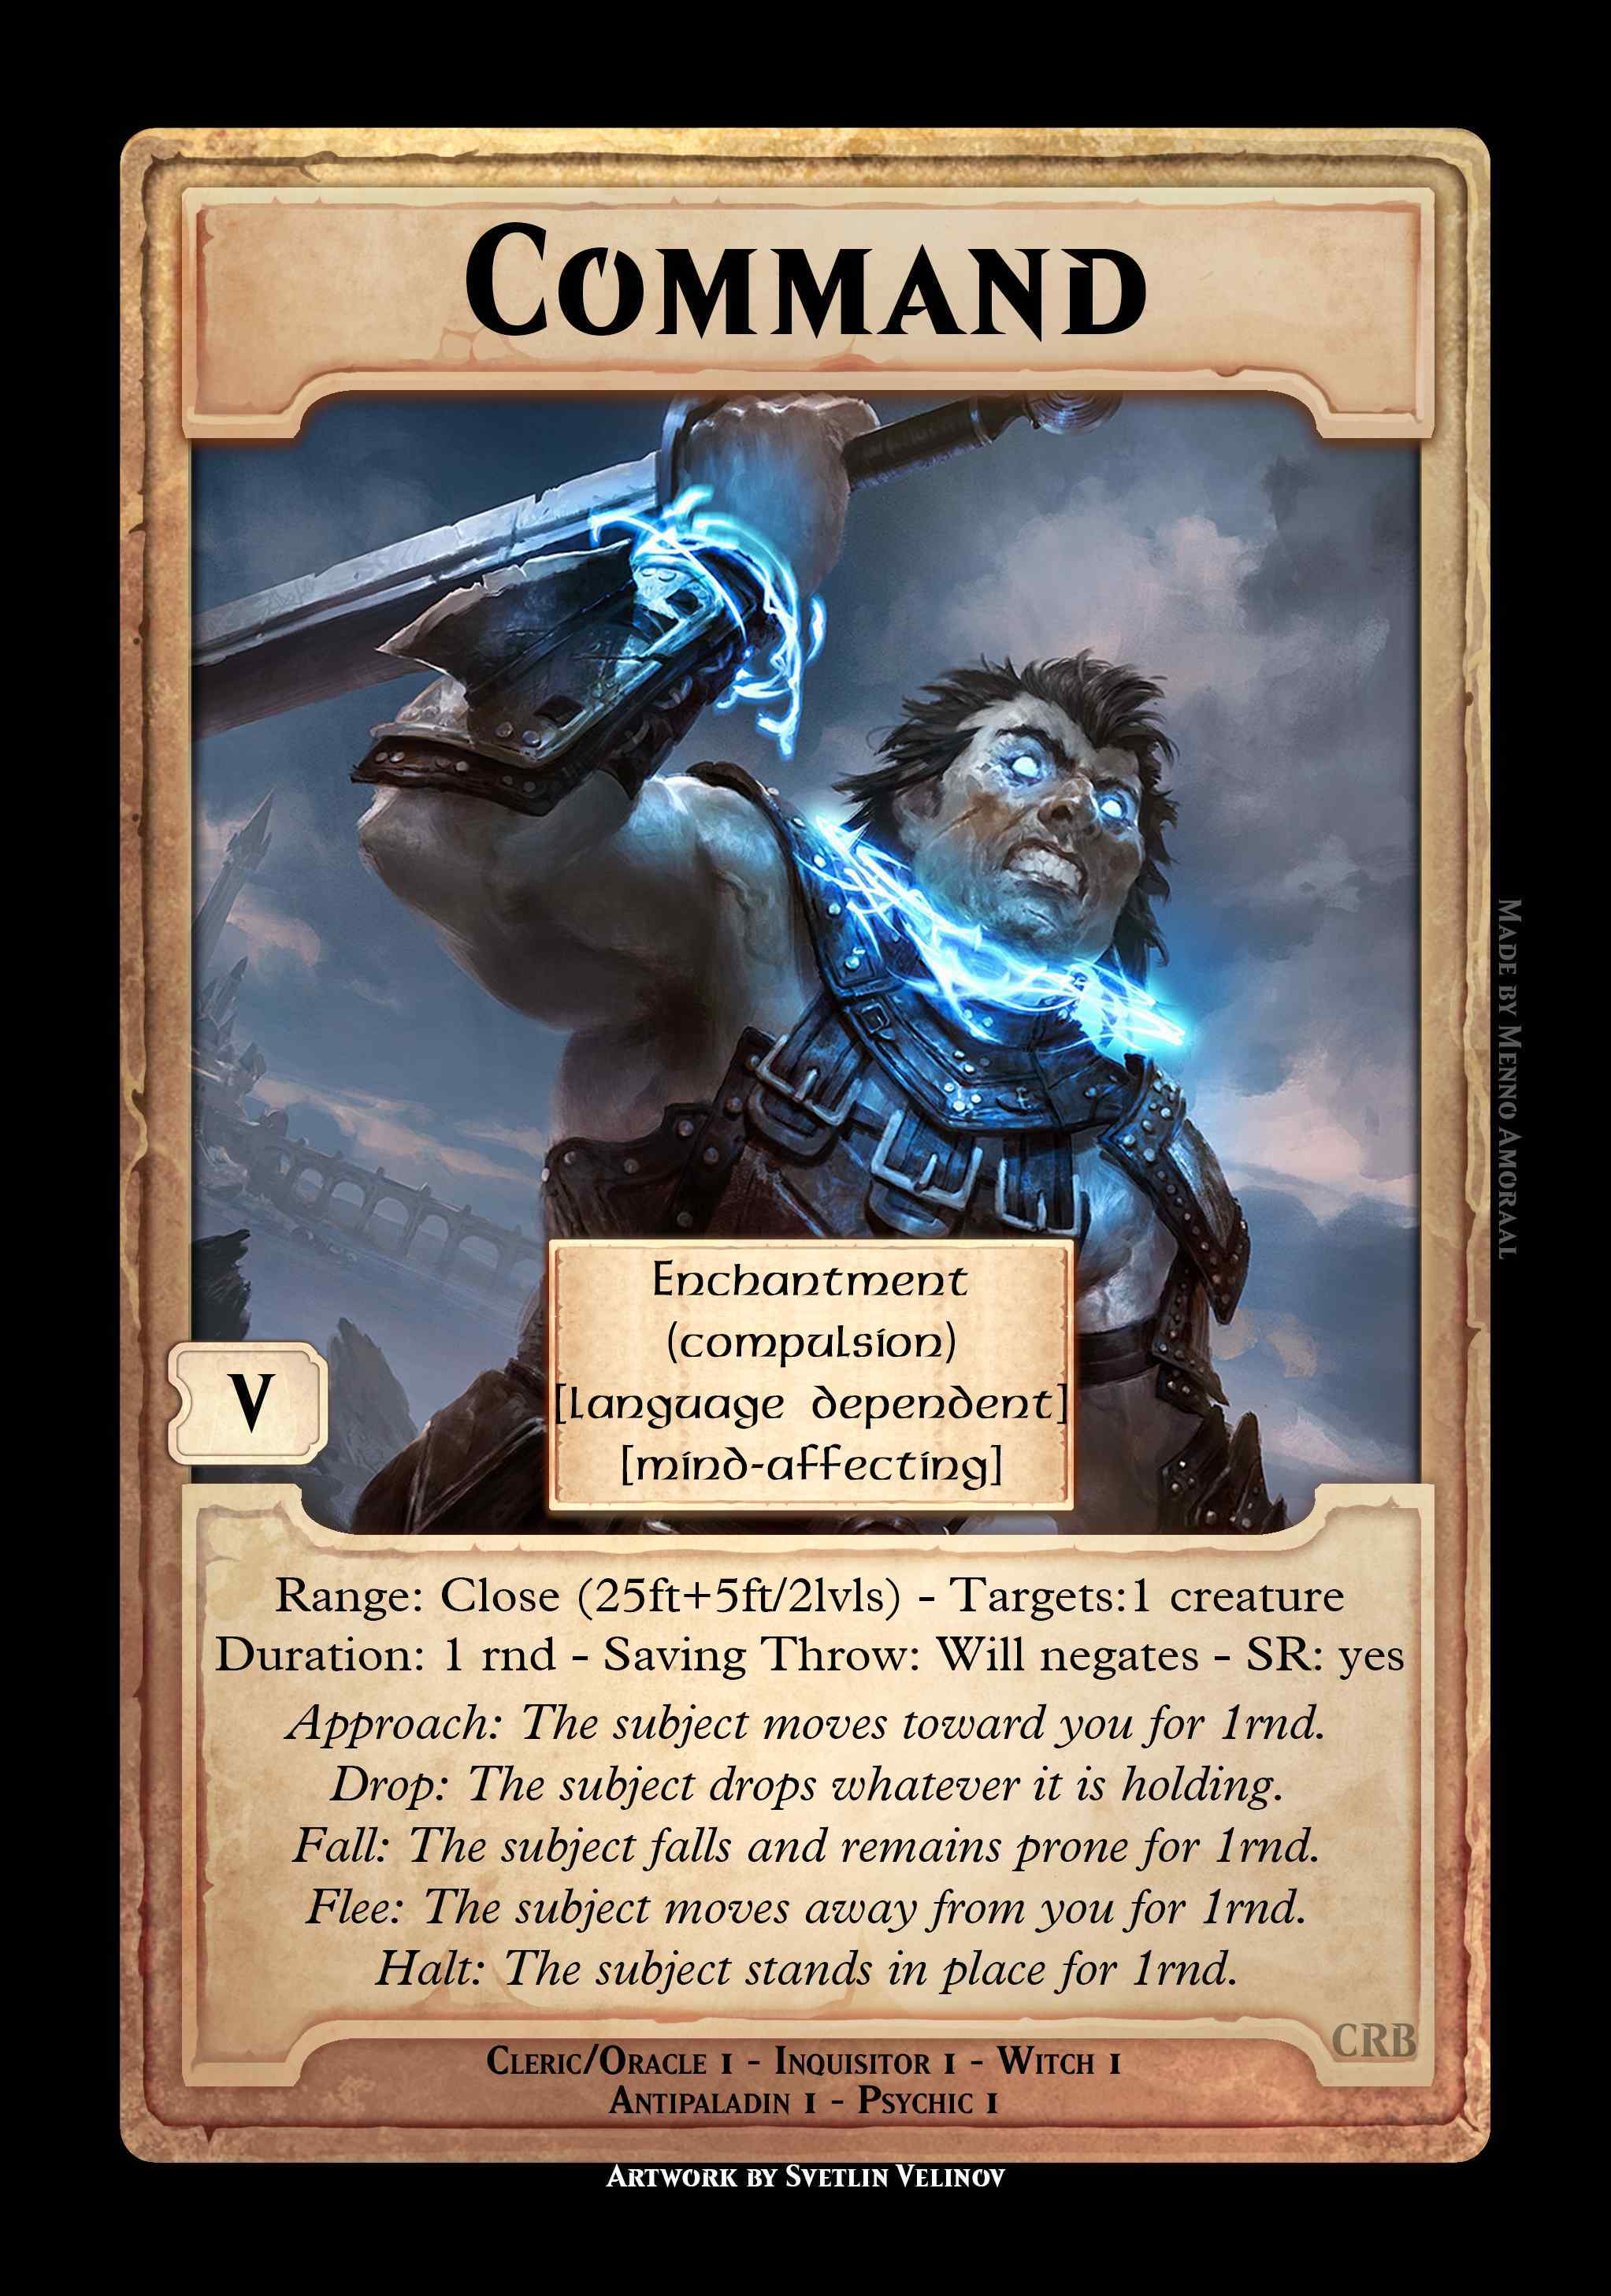 Command
Enchantment
(compulsion)
[language dependent]
[mind-affecting]
V
Range: Close (25ft+5ft/2lvls) - Targets:1 creature
Duration: 1 rnd - Saving Throw: Will negates - SR: yes
Approach: The subject moves toward you for 1rnd.
Drop: The subject drops whatever it is holding.
Fall: The subject falls and remains prone for 1rnd.
Flee: The subject moves away from you for 1rnd.
Halt: The subject stands in place for 1rnd.
CRB
Cleric/Oracle 1 - Inquisitor 1 - Witch 1
Antipaladin 1 - Psychic 1
Artwork by Svetlin Velinov
Made by Menno Amoraal